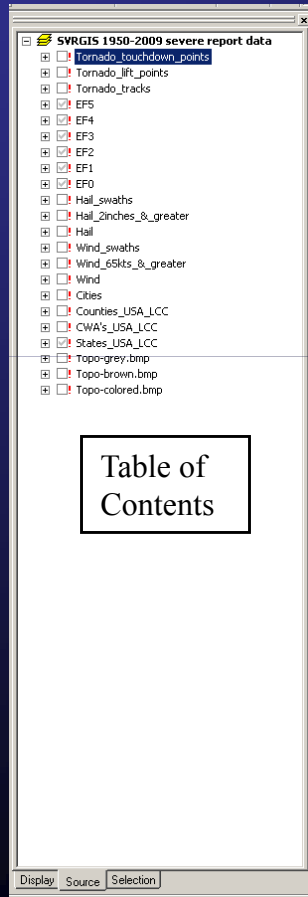 SVRGIS 1950-2009 severe report data
Tornado_touchdown_points
Tornado_lift_points
Tornado_tracks
EF5
EF4
EF3
EF2
EF1
EF0
Hail_swaths
Hail_2inches_&_greater
Hail
Wind_swaths
Wind_65kts_&_greater
Wind
Cities
Counties_USA_LCC
CWA's_USA_LCC
States_USA_LCC
Topo-grey.bmp
Topo-brown.bmp
Topo-colored.bmp
Table of
Contents
Display Source Selection